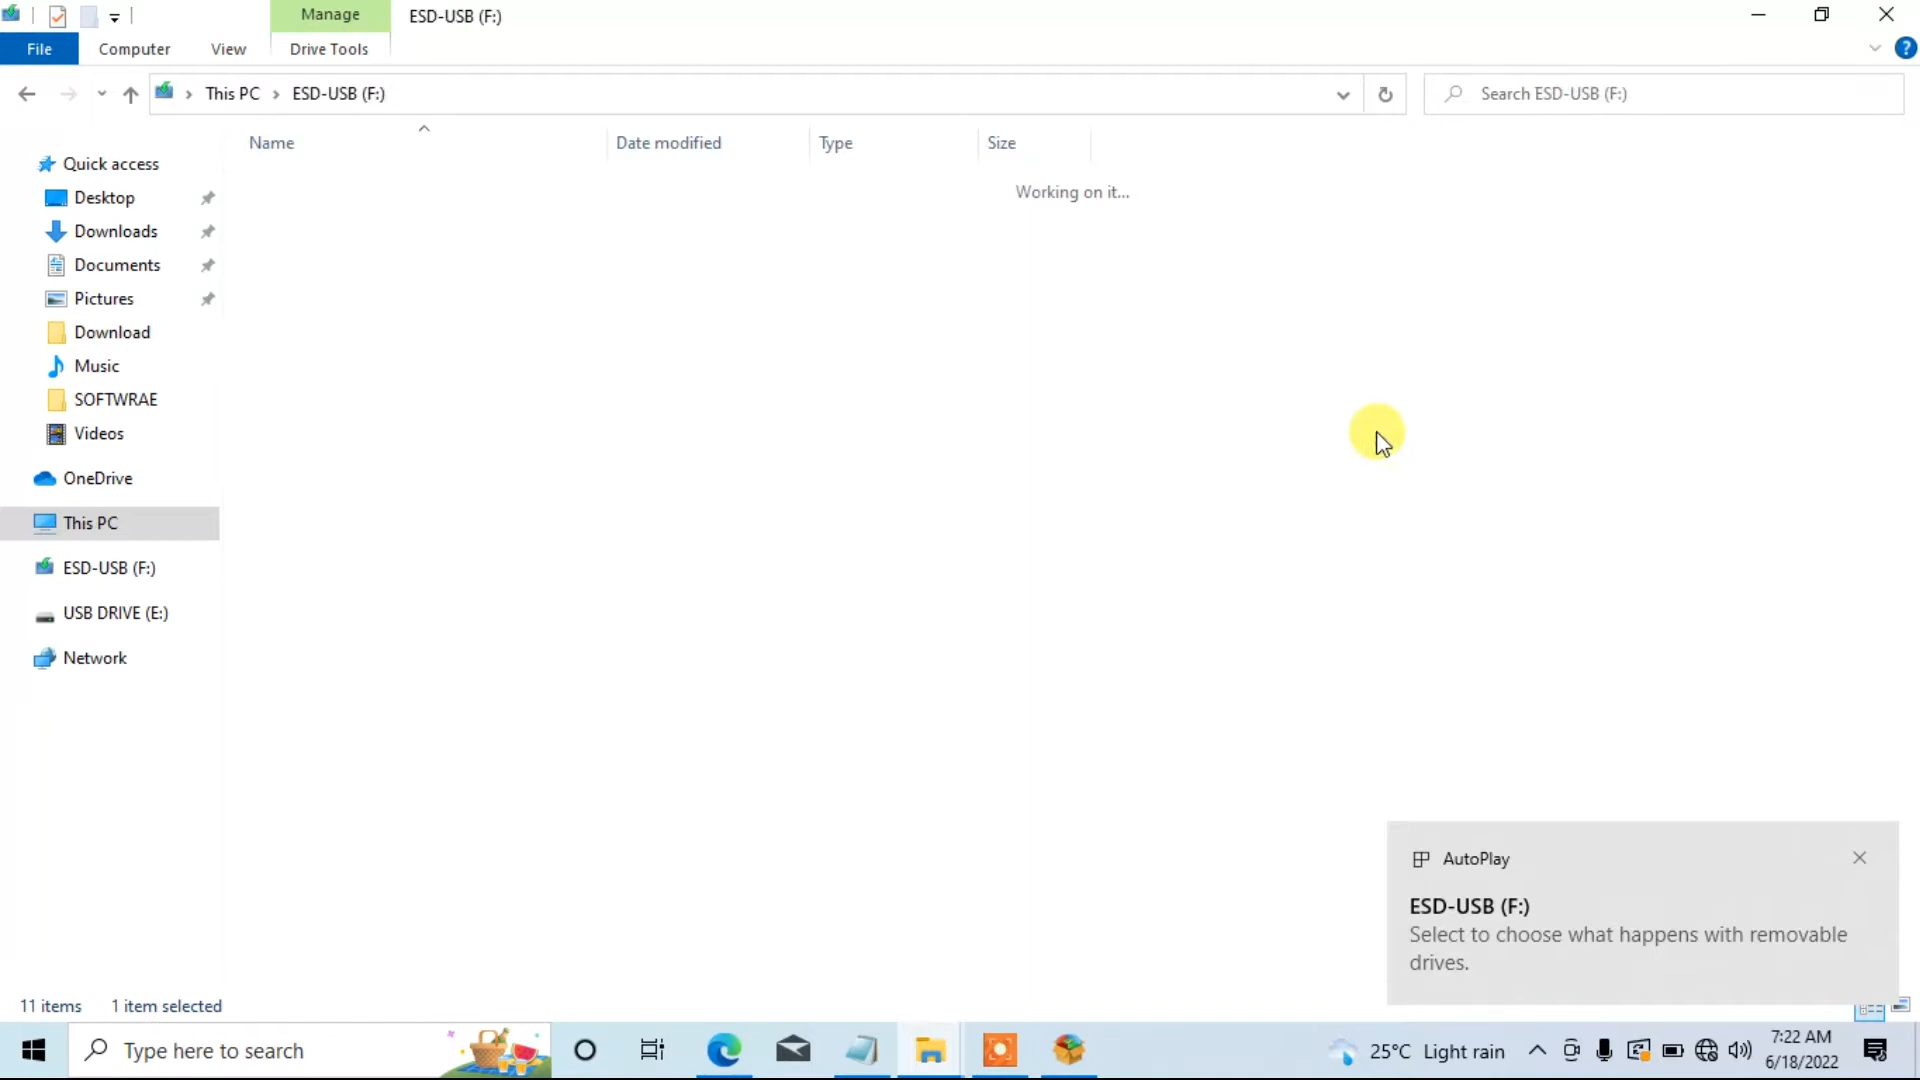 Manage
ESD-USB (F:)
File
Computer
View
Drive Tools
?
This PC
ESD-USB (F:)
Search ESD-USB (F:)
Name
Date modified
Type
Size
Working on it...
Quick access
Desktop
Downloads
Documents
Pictures
Download
Music
SOFTWRAE
Videos
OneDrive
This PC
ESD-USB (F:)
USB DRIVE (E:)
Network
AutoPlay
ESD-USB (F:)
Select to choose what happens with removable
drives.
11 items
1 item selected
Type here to search
25°C Light rain
7:22 AM
6/18/2022